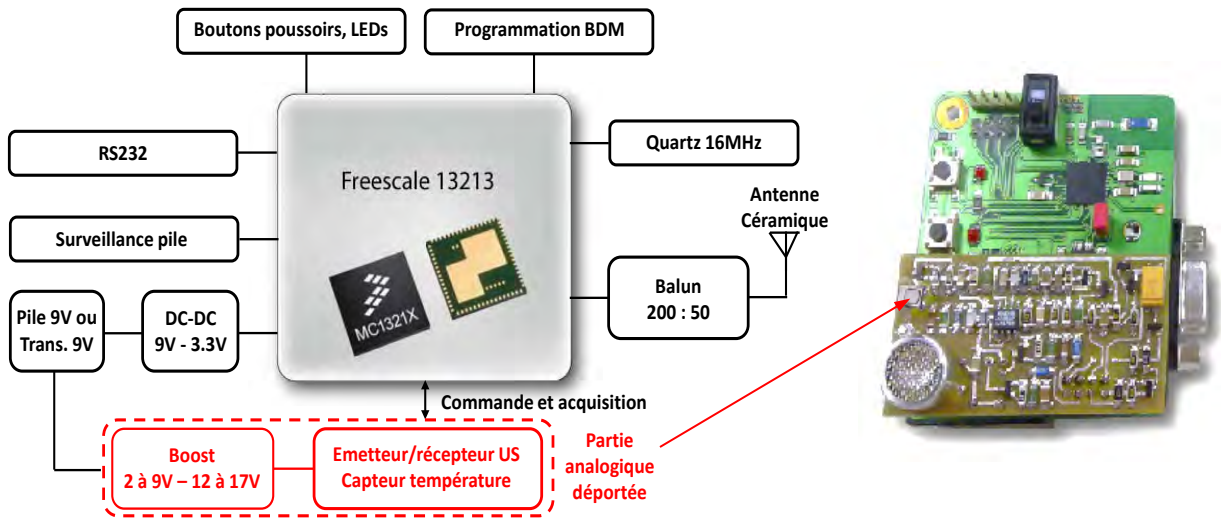 Boutons poussoirs, LEDs
Programmation BDM
RS232
Quartz 16MHz
Freescale 13213
Antenne
Céramique
Surveillance pile
MC1321X
Balun
200 : 50
Pile 9V ou
Trans. 9V
DC-DC
9V - 3.3V
Commande et acquisition
Boost
2 à 9V – 12 à 17V
Emetteur/récepteur US
Capteur température
Partie
analogique
déportée